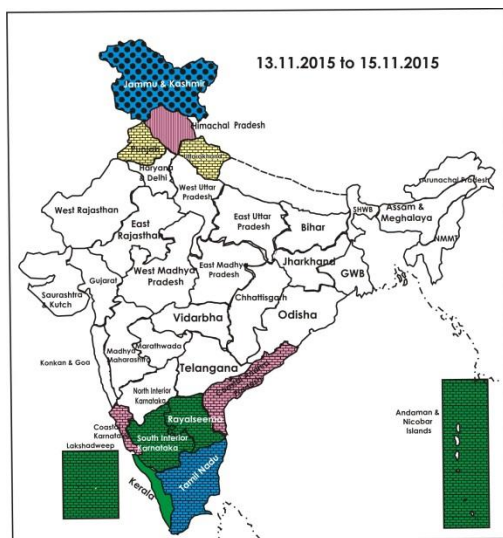 13.11.2015 to 15.11.2015
Jammu & Kashmir
Himachal Pradesh
Punjab
Uttarakhand
Haryana
& Delhi
West Uttar
Pradesh
West Rajasthan
East
Rajasthan
East Uttar
Pradesh
Bihar
SHWB
Assam &
Meghalaya
Arunachal Pradesh
NMMT
West Madhya
Pradesh
East Madhya
Pradesh
Jharkhand
GWB
Gujarat
Saurashtra
& Kutch
Chhattisgarh
Odisha
Vidarbha
Konkan & Goa
Madhya
Maharashtra
Marathwada
Telangana
North Interior
Karnataka
Rayalseema
Coastal
Karnata
South Interior
Karnataka
Lakshadweep
Kerala
Tamil Nadu
Andaman &
Nicobar
Islands